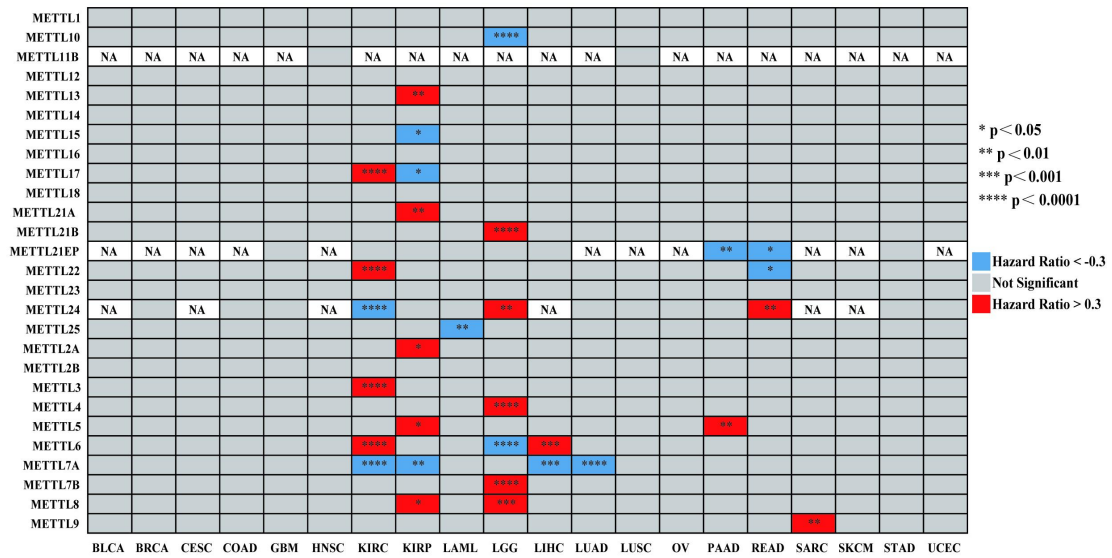 METTL1
METTL10 ****
METTL11B NA NA NA NA NA NA NA NA NA NA NA NA NA NA NA NA NA
METTL12
METTL13 **
METTL14
METTL15 *
METTL16
METTL17 **** *
METTL18
METTL21A **
METTL21B ****
METTL21EP NA NA NA NA NA NA NA NA ** * NA NA NA
METTL22 **** *
METTL23
METTL24 NA NA NA **** ** NA ** NA NA
METTL25 **
METTL2A *
METTL2B
METTL3 ****
METTL4 ****
METTL5 * **
METTL6 **** **** ***
METTL7A **** ** *** ****
METTL7B ****
METTL8 * ***
METTL9 **
BLCA BRCA CESC COAD GBM HNSC KIRC KIRP LAML LGG LIHC LUAD LUSC OV PAAD READ SARC SKCM STAD UCEC
* p<0.05
** p<0.01
*** p<0.001
**** p< 0.0001
Hazard Ratio < -0.3
Not Significant
Hazard Ratio > 0.3